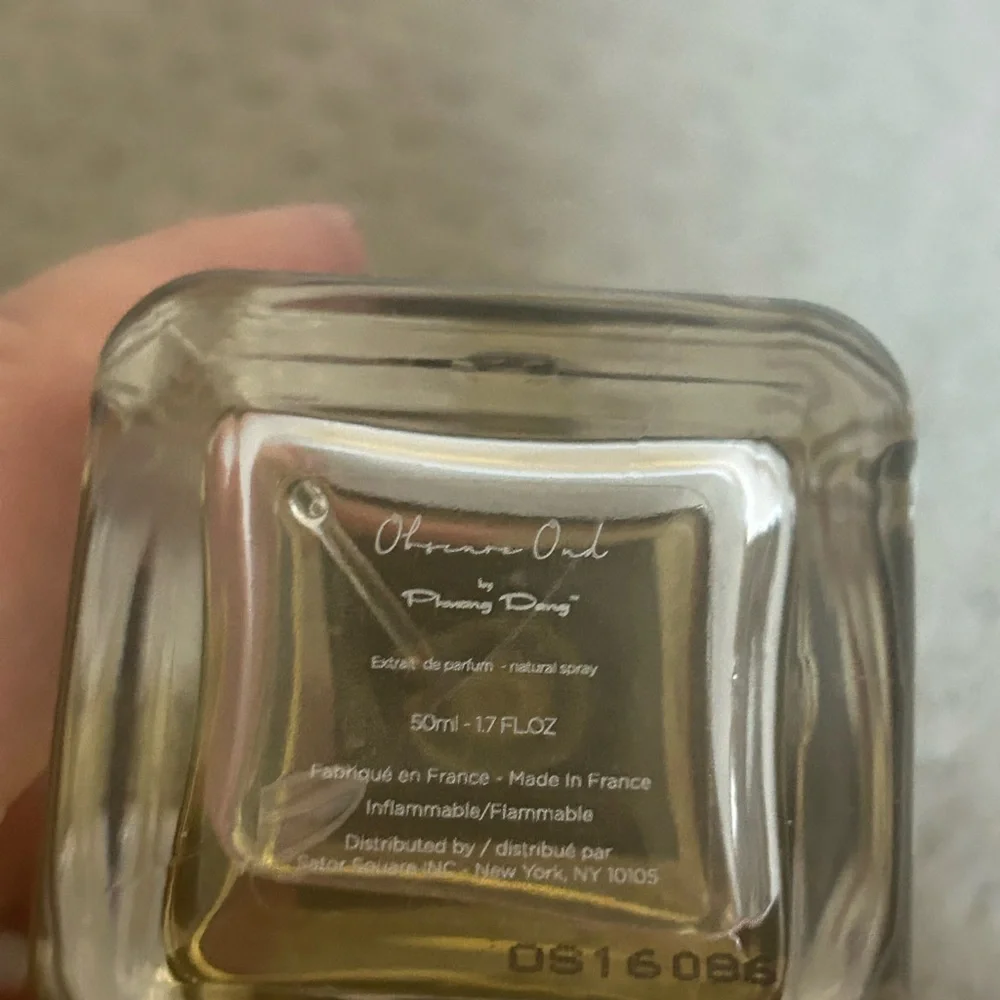 Obscure Oud
by
Phuong Dang™
Extrait de parfum - natural spray
50ml - 1.7 FL.OZ
Fabriqué en France - Made In France
Inflammable/Flammable
Distributed by / distribué par
Sator Square INC - New York, NY 10105
OS16086